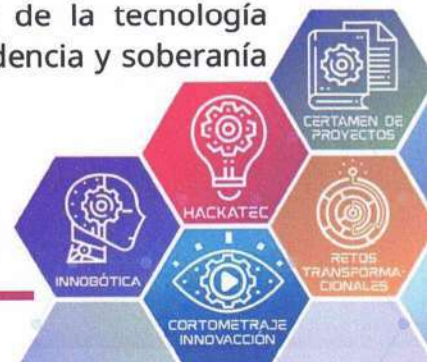 de la tecnología
dencia y soberanía
CERTAMEN DE
PROYECTOS
HACKATEC
INNOBÓTICA
RETOS
TRANSFORMA-
CIONALES
CORTOMETRAJE
INNOVACCIÓN